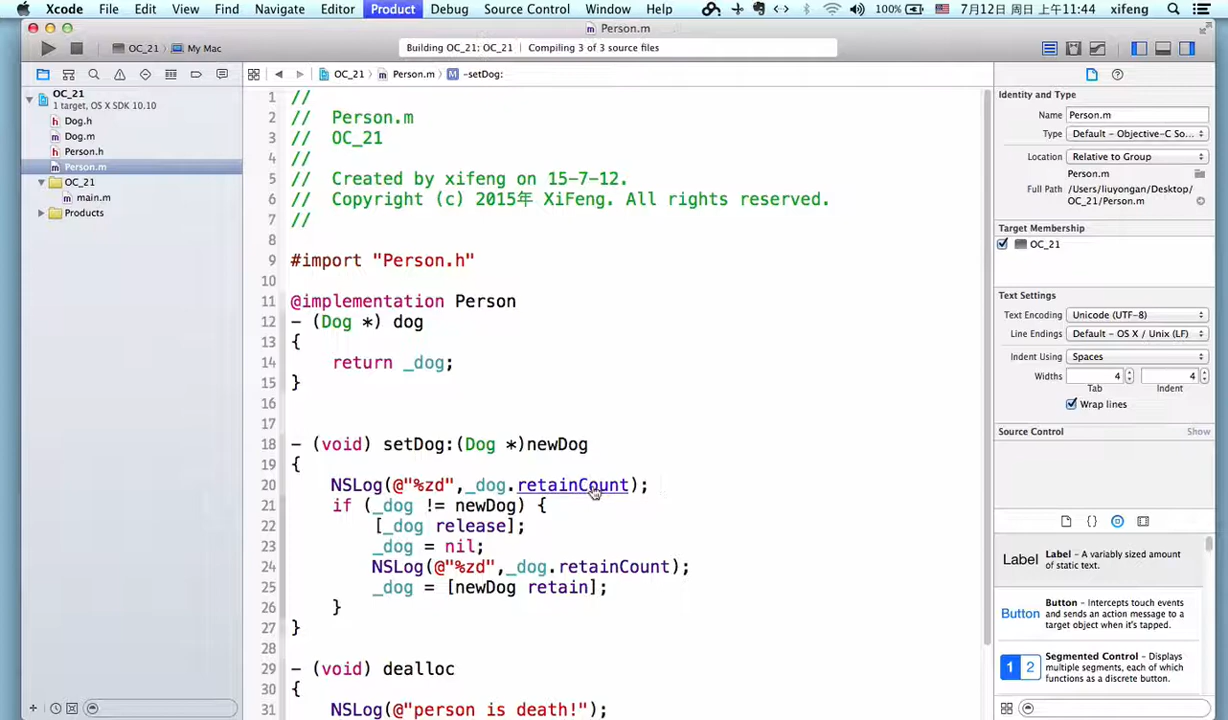 Xcode File Edit View Find Navigate Editor Product Debug Source Control Window Help 100% 7月12日 周日 上午11:44 xifeng
Person.m
OC_21 My Mac
Building OC_21: OC_21 Compiling 3 of 3 source files
OC_21 Person.m M -setDog:
OC_21
1 target, OS X SDK 10.10
h Dog.h
m Dog.m
h Person.h
m Person.m
OC_21
m main.m
Products
1 //
2 // Person.m
3 // OC_21
4 //
5 // Created by xifeng on 15-7-12.
6 // Copyright (c) 2015年 XiFeng. All rights reserved.
7 //
8
9 #import "Person.h"
10
11 @implementation Person
12 - (Dog *) dog
13 {
14 return _dog;
15 }
16
17
18 - (void) setDog:(Dog *)newDog
19 {
20 NSLog(@"%zd",_dog.retainCount);
21 if (_dog != newDog) {
22 [_dog release];
23 _dog = nil;
24 NSLog(@"%zd",_dog.retainCount);
25 _dog = [newDog retain];
26 }
27 }
28
29 - (void) dealloc
30 {
31 NSLog(@"person is death!");
Identity and Type
Name Person.m
Type Default - Objective-C So...
Location Relative to Group
Person.m
Full Path /Users/liuyongan/Desktop/
OC_21/Person.m
Target Membership
OC_21
Text Settings
Text Encoding Unicode (UTF-8)
Line Endings Default - OS X / Unix (LF)
Indent Using Spaces
Widths 4 4
Tab Indent
Wrap lines
Source Control Show
Label Label - A variably sized amount
of static text.
Button Button - Intercepts touch events
and sends an action message to a
target object when it's tapped.
1 2 Segmented Control - Displays
multiple segments, each of which
functions as a discrete button.